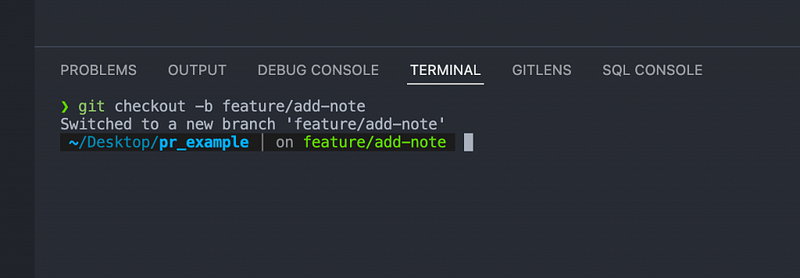 PROBLEMS OUTPUT DEBUG CONSOLE TERMINAL GITLENS SQL CONSOLE
❯ git checkout -b feature/add-note
Switched to a new branch 'feature/add-note'
~/Desktop/pr_example | on feature/add-note